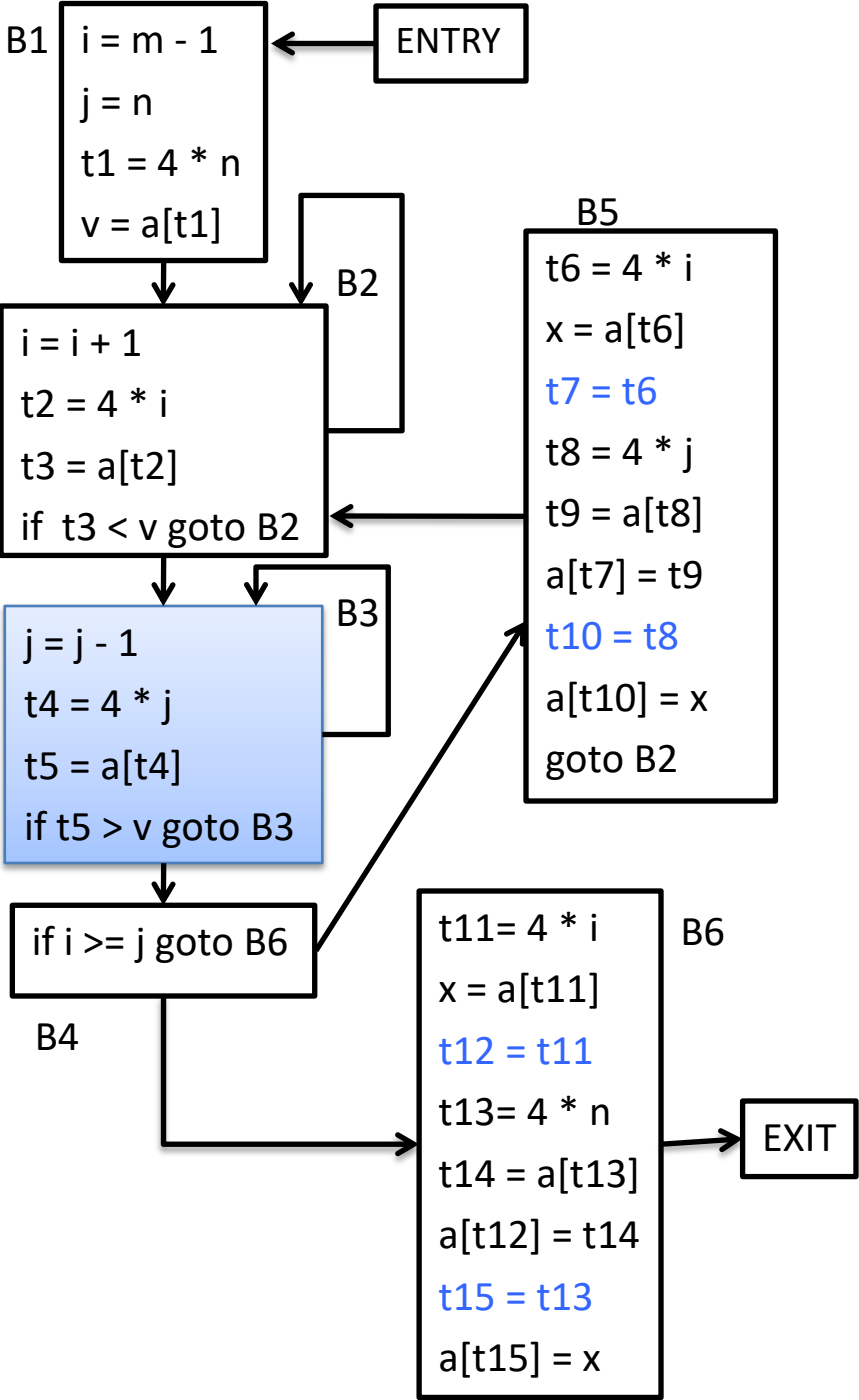 B1
i = m - 1
j = n
t1 = 4 * n
v = a[t1]
ENTRY
B2
i = i + 1
t2 = 4 * i
t3 = a[t2]
if t3 < v goto B2
B3
j = j - 1
t4 = 4 * j
t5 = a[t4]
if t5 > v goto B3
if i >= j goto B6
B4
B5
t6 = 4 * i
x = a[t6]
t7 = t6
t8 = 4 * j
t9 = a[t8]
a[t7] = t9
t10 = t8
a[t10] = x
goto B2
B6
t11= 4 * i
x = a[t11]
t12 = t11
t13= 4 * n
t14 = a[t13]
a[t12] = t14
t15 = t13
a[t15] = x
EXIT